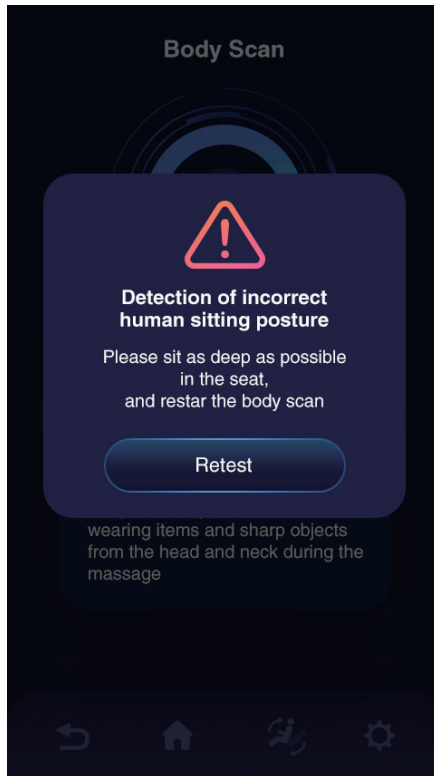 Body Scan
Detection of incorrect
human sitting posture
Please sit as deep as possible
in the seat,
and restar the body scan
Retest
wearing items and sharp objects
from the head and neck during the
massage